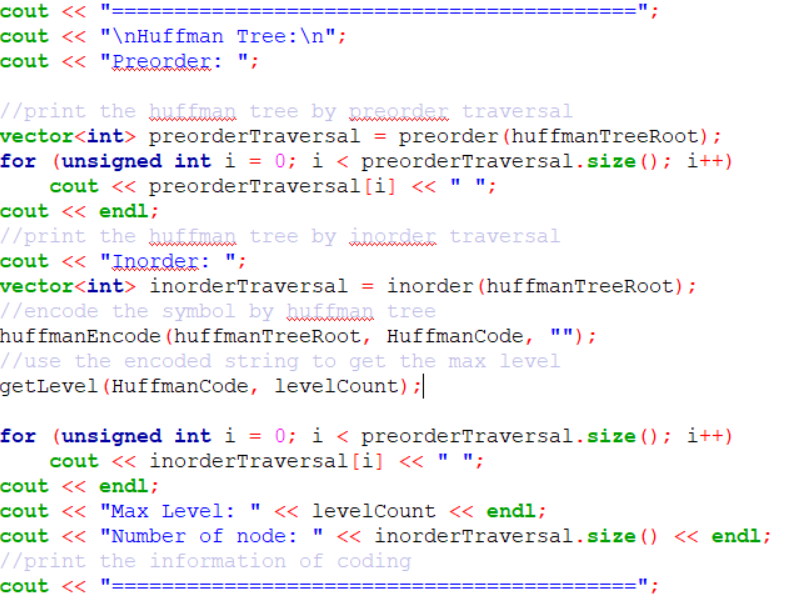 cout << "==========================================";
cout << "\nHuffman Tree:\n";
cout << "Preorder: ";
//print the huffman tree by preorder traversal
vector<int> preorderTraversal = preorder(huffmanTreeRoot);
for (unsigned int i = 0; i < preorderTraversal.size(); i++)
    cout << preorderTraversal[i] << " ";
cout << endl;
//print the huffman tree by inorder traversal
cout << "Inorder: ";
vector<int> inorderTraversal = inorder(huffmanTreeRoot);
//encode the symbol by huffman tree
huffmanEncode(huffmanTreeRoot, HuffmanCode, "");
//use the encoded string to get the max level
getLevel(HuffmanCode, levelCount);
for (unsigned int i = 0; i < preorderTraversal.size(); i++)
    cout << inorderTraversal[i] << " ";
cout << endl;
cout << "Max Level: " << levelCount << endl;
cout << "Number of node: " << inorderTraversal.size() << endl;
//print the information of coding
cout << "==========================================";